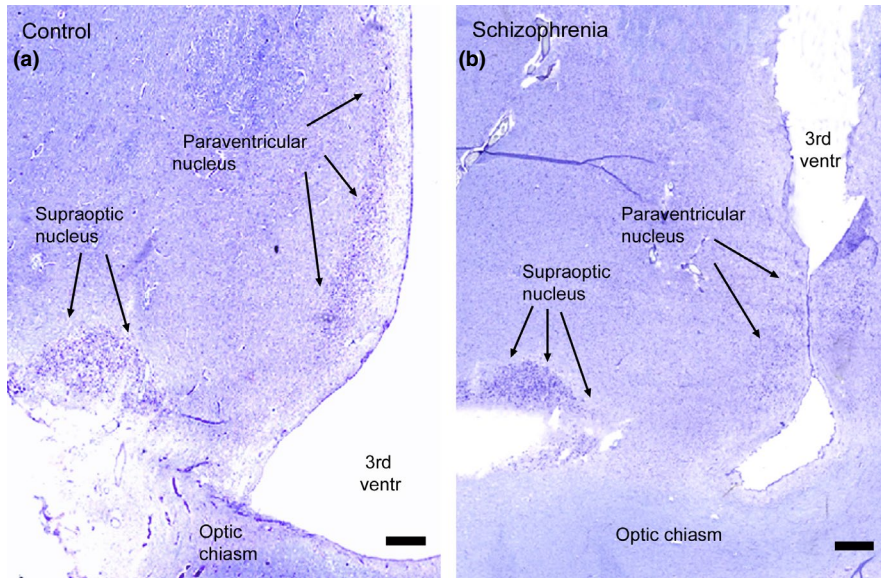 Control
(a)
Paraventricular
nucleus
Supraoptic
nucleus
3rd
ventr
Optic
chiasm
Schizophrenia
(b)
3rd
ventr
Paraventricular
nucleus
Supraoptic
nucleus
Optic chiasm